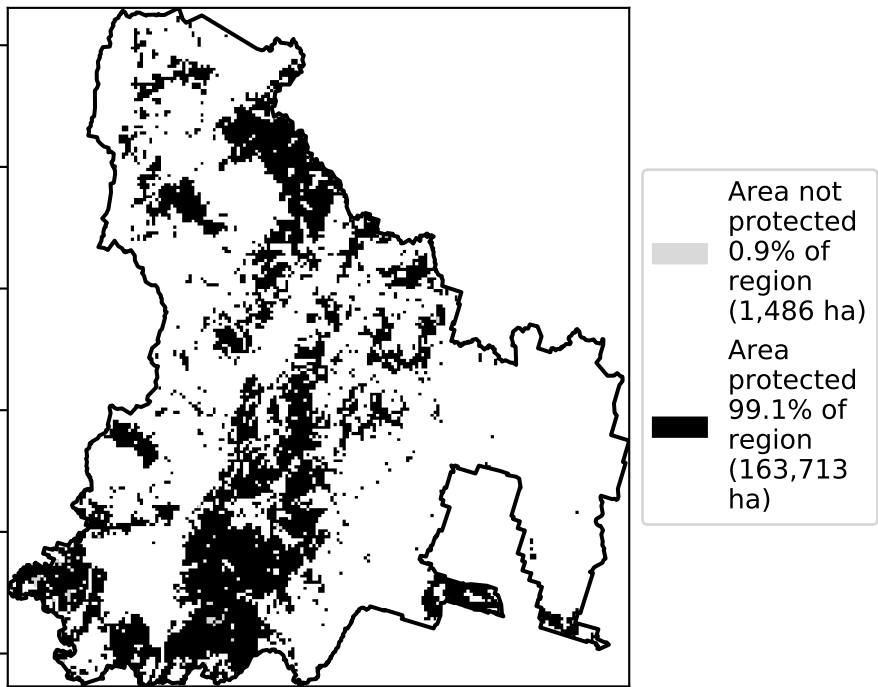 Area not
protected
0.9% of
region
(1,486 ha)
Area
protected
99.1% of
region
(163,713
ha)